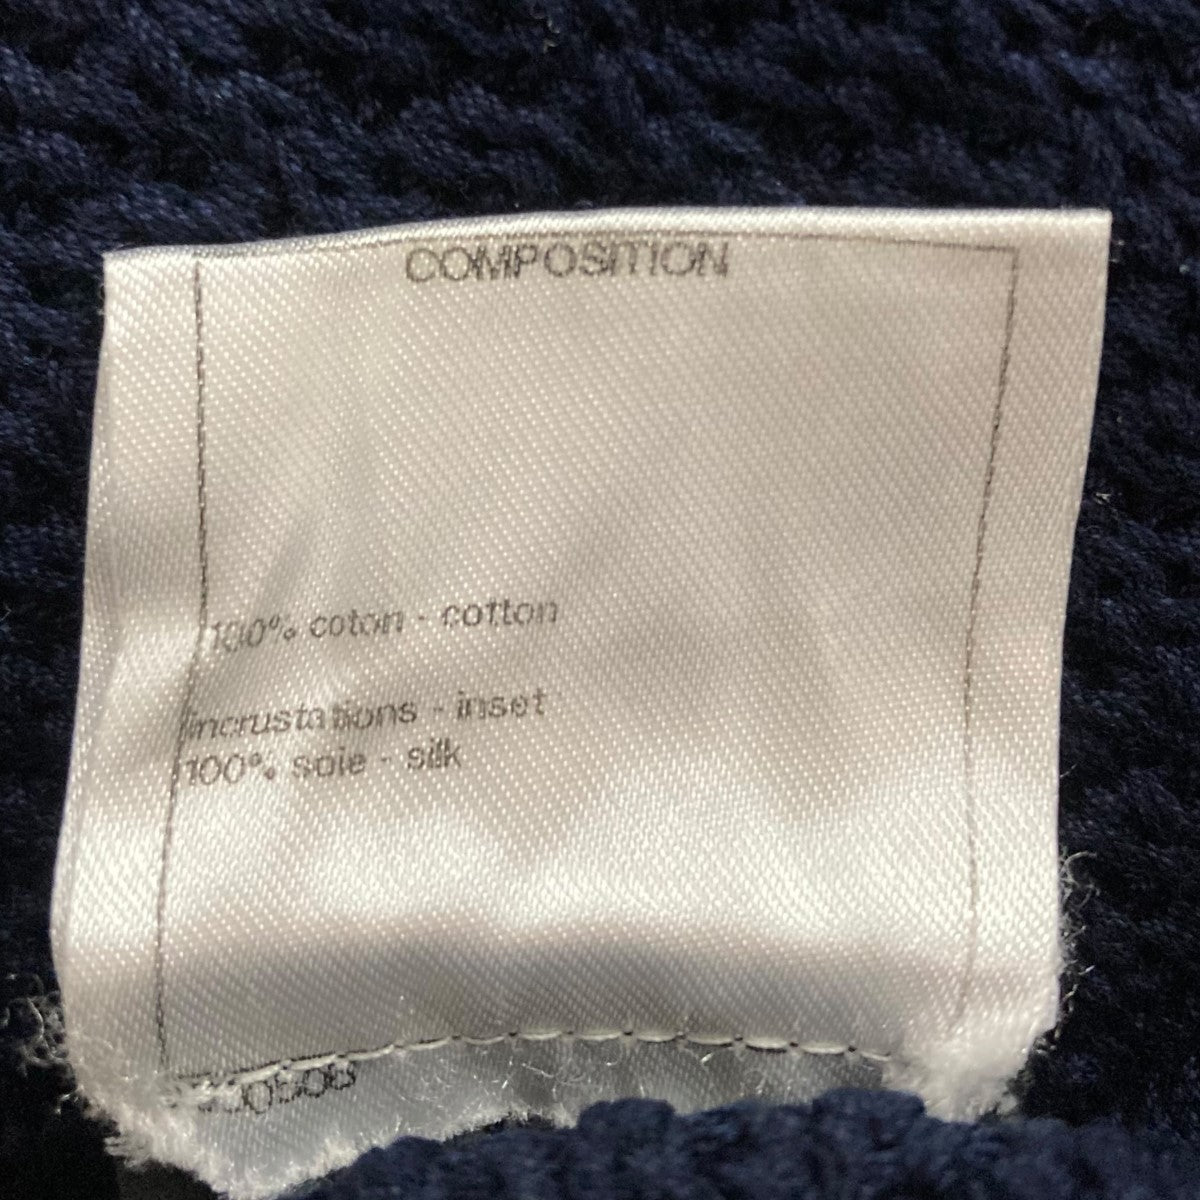 COMPOSITION
100% coton - cotton
incrustations - inset
100% soie - silk